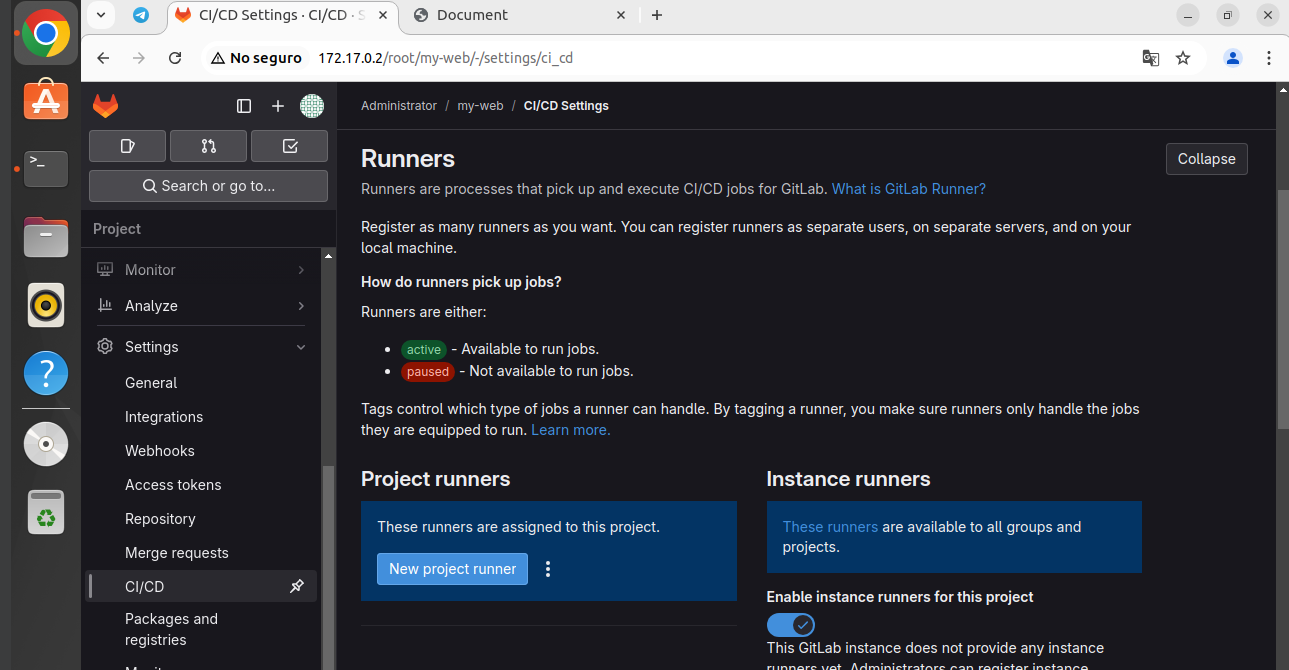 CI/CD Settings · CI/CD · S
Document
No seguro
172.17.0.2/root/my-web/-/settings/ci_cd
Administrator / my-web / CI/CD Settings
Search or go to...
Project
Monitor
Analyze
Settings
General
Integrations
Webhooks
Access tokens
Repository
Merge requests
CI/CD
Packages and
registries
Runners
Collapse
Runners are processes that pick up and execute CI/CD jobs for GitLab. What is GitLab Runner?
Register as many runners as you want. You can register runners as separate users, on separate servers, and on your
local machine.
How do runners pick up jobs?
Runners are either:
active - Available to run jobs.
paused - Not available to run jobs.
Tags control which type of jobs a runner can handle. By tagging a runner, you make sure runners only handle the jobs
they are equipped to run. Learn more.
Project runners
These runners are assigned to this project.
New project runner
Instance runners
These runners are available to all groups and
projects.
Enable instance runners for this project
This GitLab instance does not provide any instance
runners yet. Administrators can register instance